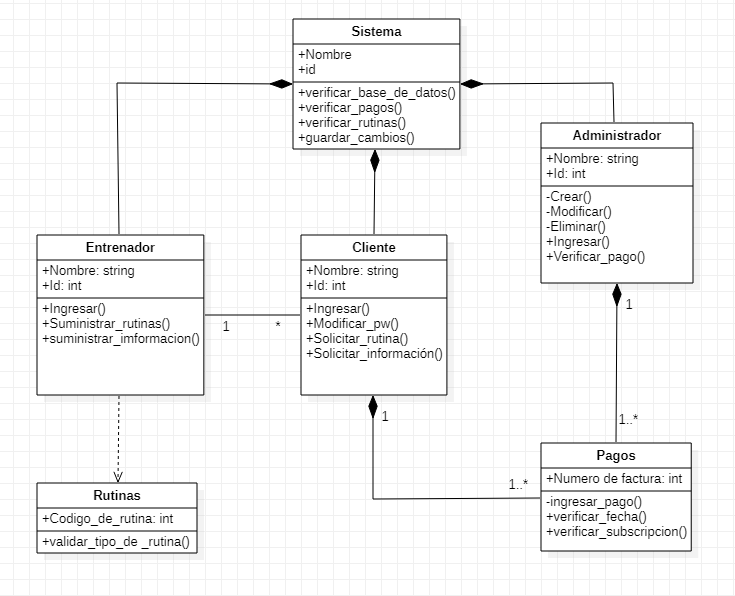 Sistema
+Nombre
+id
+verificar_base_de_datos()
+verificar_pagos()
+verificar_rutinas()
+guardar_cambios()
Administrador
+Nombre: string
+Id: int
-Crear()
-Modificar()
-Eliminar()
+Ingresar()
+Verificar_pago()
Entrenador
+Nombre: string
+Id: int
+Ingresar()
+Suministrar_rutinas()
+suministrar_imformacion()
1
*
Cliente
+Nombre: string
+Id: int
+Ingresar()
+Modificar_pw()
+Solicitar_rutina()
+Solicitar_información()
1
1..*
1
1..*
Rutinas
+Codigo_de_rutina: int
+validar_tipo_de _rutina()
Pagos
+Numero de factura: int
-ingresar_pago()
+verificar_fecha()
+verificar_subscripcion()